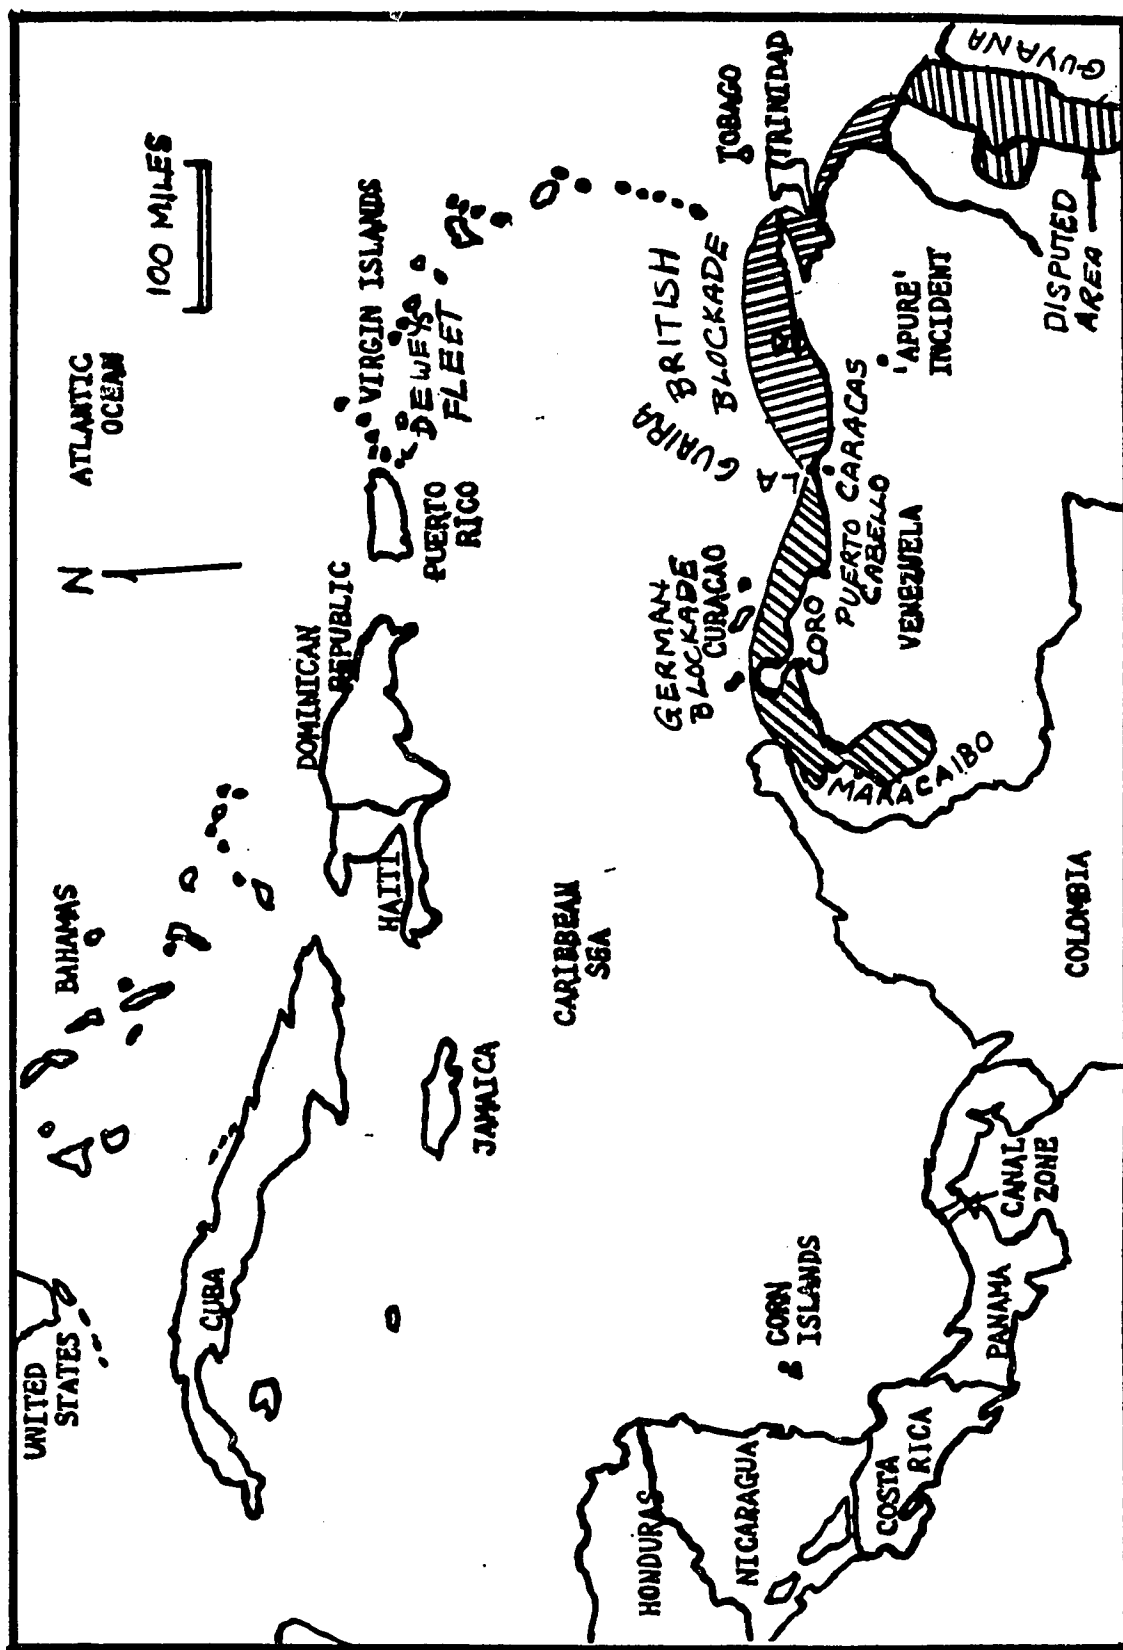 UNITED
STATES
BAHAMAS
ATLANTIC
OCEAN
100 MILES
N
CUBA
DOMINICAN
REPUBLIC
HAITI
PUERTO
RICO
VIRGIN ISLANDS
DEWEYS
FLEET
JAMAICA
CARIBBEAN
SEA
HONDURAS
NICARAGUA
CORN
ISLANDS
COSTA
RICA
PANAMA
CANAL
ZONE
COLOMBIA
GERMAN
BLOCKADE
CURACAO
LA GUAIRA
BRITISH
BLOCKADE
TOBAGO
TRINIDAD
MARACAIBO
CORO
PUERTO
CABELLO
CARACAS
VENEZUELA
'APURE'
INCIDENT
DISPUTED
AREA
GUYANA